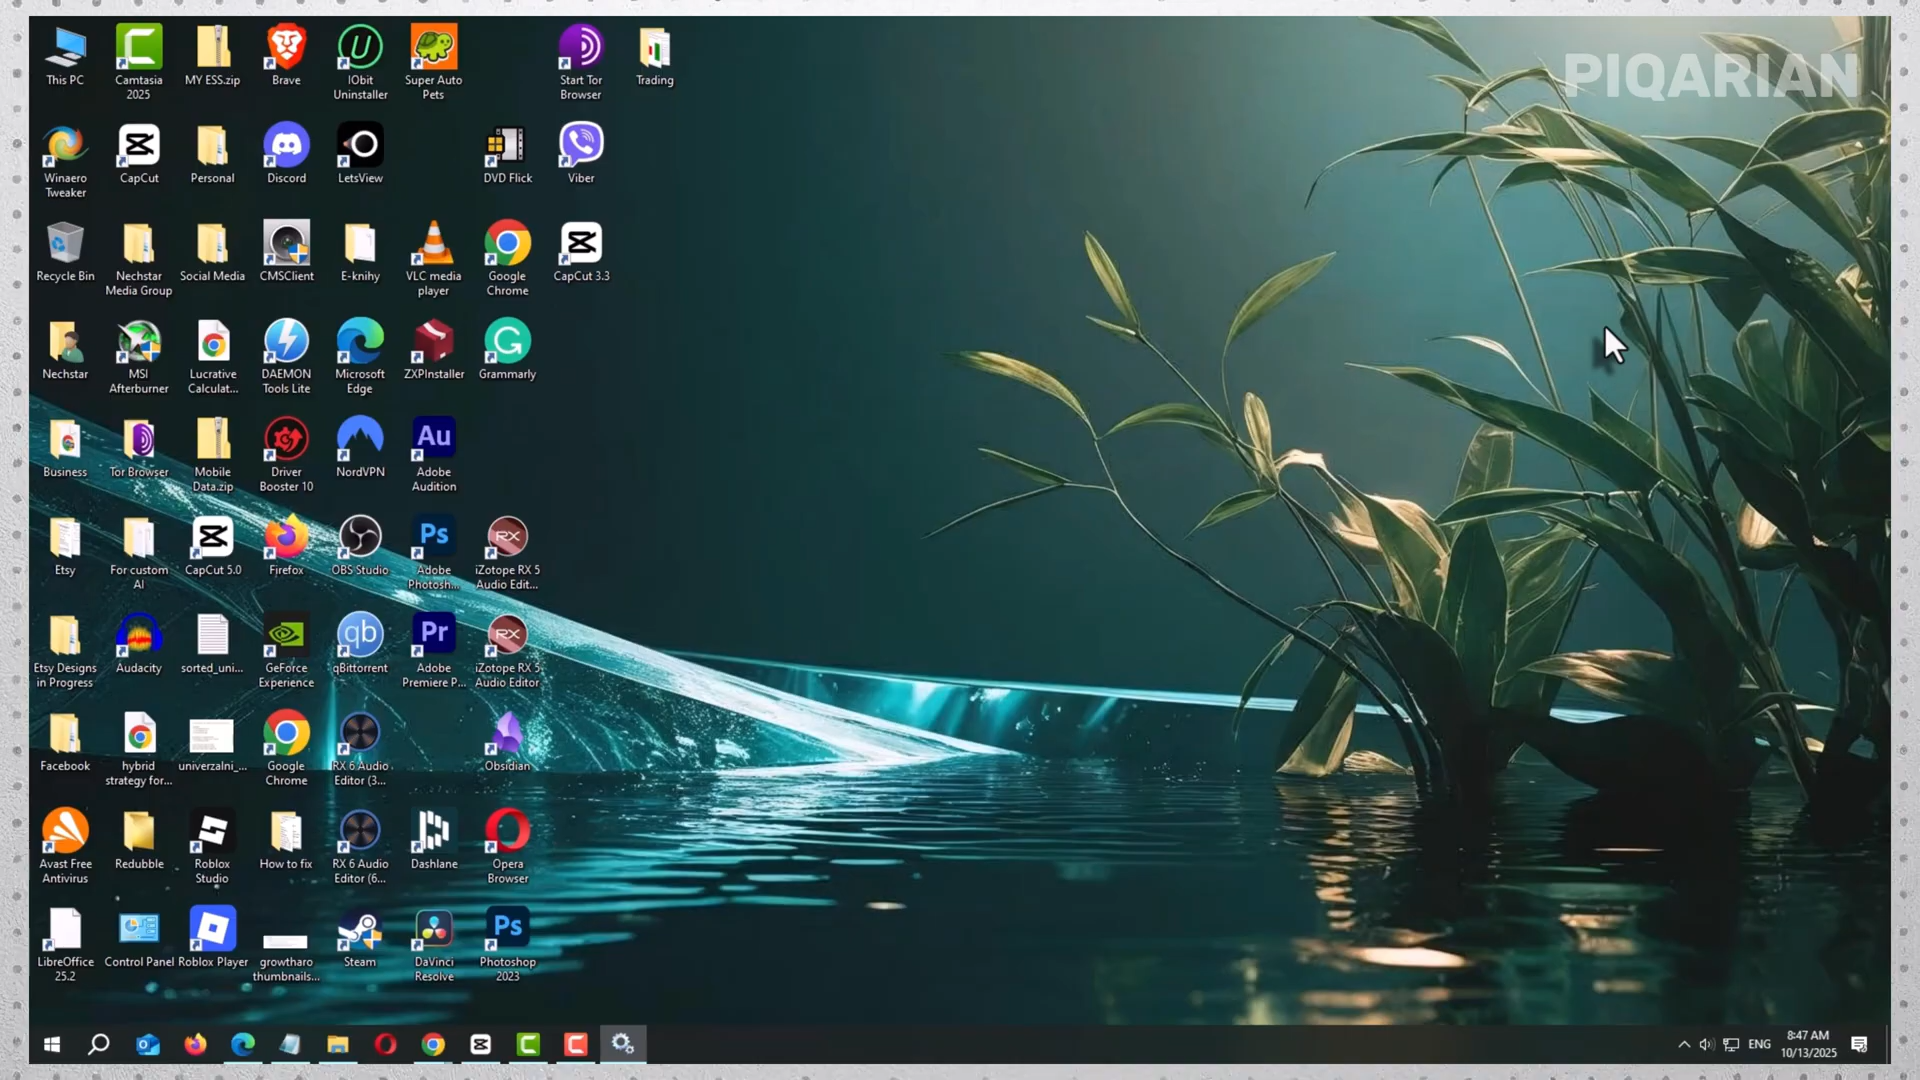 PIQARIAN
This PC
Camtasia
2025
MY ESS.zip
Brave
IObit
Uninstaller
Super Auto
Pets
Start Tor
Browser
Trading
Winaero
Tweaker
CapCut
Personal
Discord
LetsView
DVD Flick
Viber
Recycle Bin
Nechstar
Media Group
Social Media
CMSClient
E-knihy
VLC media
player
Google
Chrome
CapCut 3.3
Nechstar
MSI
Afterburner
Lucrative
Calculat...
DAEMON
Tools Lite
Microsoft
Edge
ZXPInstaller
Grammarly
Business
Tor Browser
Mobile
Data.zip
Driver
Booster 10
NordVPN
Au
Adobe
Audition
Etsy
For custom
AI
CapCut 5.0
Firefox
OBS Studio
Ps
Adobe
Photosh...
RX
iZotope RX 5
Audio Edit...
Etsy Designs
in Progress
Audacity
sorted_uni...
GeForce
Experience
qb
qBittorrent
Pr
Adobe
Premiere P...
RX
iZotope RX 5
Audio Editor
Facebook
hybrid
strategy for...
univerzalni_...
Google
Chrome
RX 6 Audio
Editor (3...
Obsidian
Avast Free
Antivirus
Redubble
Roblox
Studio
How to fix
RX 6 Audio
Editor (6...
Dashlane
Opera
Browser
LibreOffice
25.2
Control Panel
Roblox Player
growtharo
thumbnails...
Steam
DaVinci
Resolve
Ps
Photoshop
2023
ENG
8:47 AM
10/13/2025